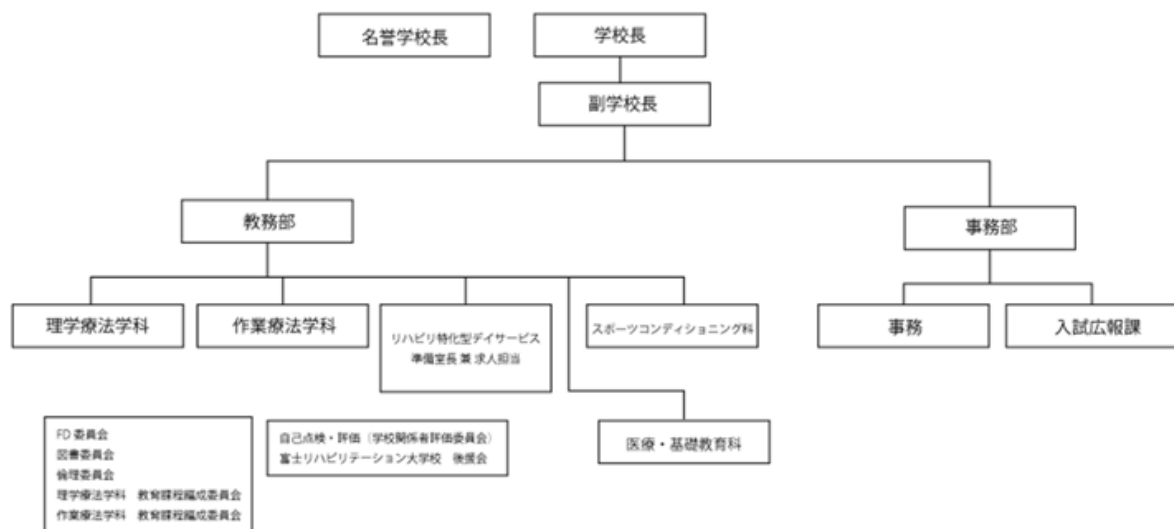 名誉学校長
学校長
副学校長
教務部
事務部
理学療法学科
作業療法学科
リハビリ特化型デイサービス
準備室長 兼 求人担当
スポーツコンディショニング科
事務
入試広報課
FD 委員会
図書委員会
倫理委員会
理学療法学科 教育課程編成委員会
作業療法学科 教育課程編成委員会
自己点検・評価（学校関係者評価委員会）
富士リハビリテーション大学校 後援会
医療・基礎教育科